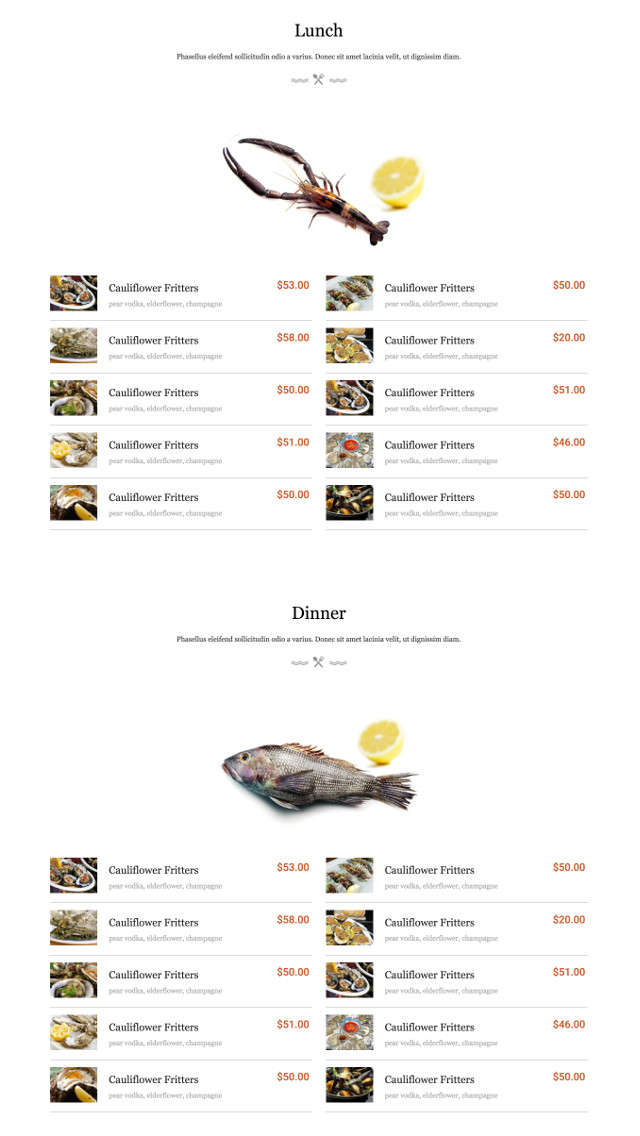 Lunch
Phasellus eleifend sollicitudin odio a varius. Donec sit amet lacinia velit, ut dignissim diam.
Cauliflower Fritters $53.00
pear vodka, elderflower, champagne
Cauliflower Fritters $58.00
pear vodka, elderflower, champagne
Cauliflower Fritters $50.00
pear vodka, elderflower, champagne
Cauliflower Fritters $51.00
pear vodka, elderflower, champagne
Cauliflower Fritters $50.00
pear vodka, elderflower, champagne
Cauliflower Fritters $50.00
pear vodka, elderflower, champagne
Cauliflower Fritters $20.00
pear vodka, elderflower, champagne
Cauliflower Fritters $51.00
pear vodka, elderflower, champagne
Cauliflower Fritters $46.00
pear vodka, elderflower, champagne
Cauliflower Fritters $50.00
pear vodka, elderflower, champagne
Dinner
Phasellus eleifend sollicitudin odio a varius. Donec sit amet lacinia velit, ut dignissim diam.
Cauliflower Fritters $53.00
pear vodka, elderflower, champagne
Cauliflower Fritters $58.00
pear vodka, elderflower, champagne
Cauliflower Fritters $50.00
pear vodka, elderflower, champagne
Cauliflower Fritters $51.00
pear vodka, elderflower, champagne
Cauliflower Fritters $50.00
pear vodka, elderflower, champagne
Cauliflower Fritters $50.00
pear vodka, elderflower, champagne
Cauliflower Fritters $20.00
pear vodka, elderflower, champagne
Cauliflower Fritters $51.00
pear vodka, elderflower, champagne
Cauliflower Fritters $46.00
pear vodka, elderflower, champagne
Cauliflower Fritters $50.00
pear vodka, elderflower, champagne